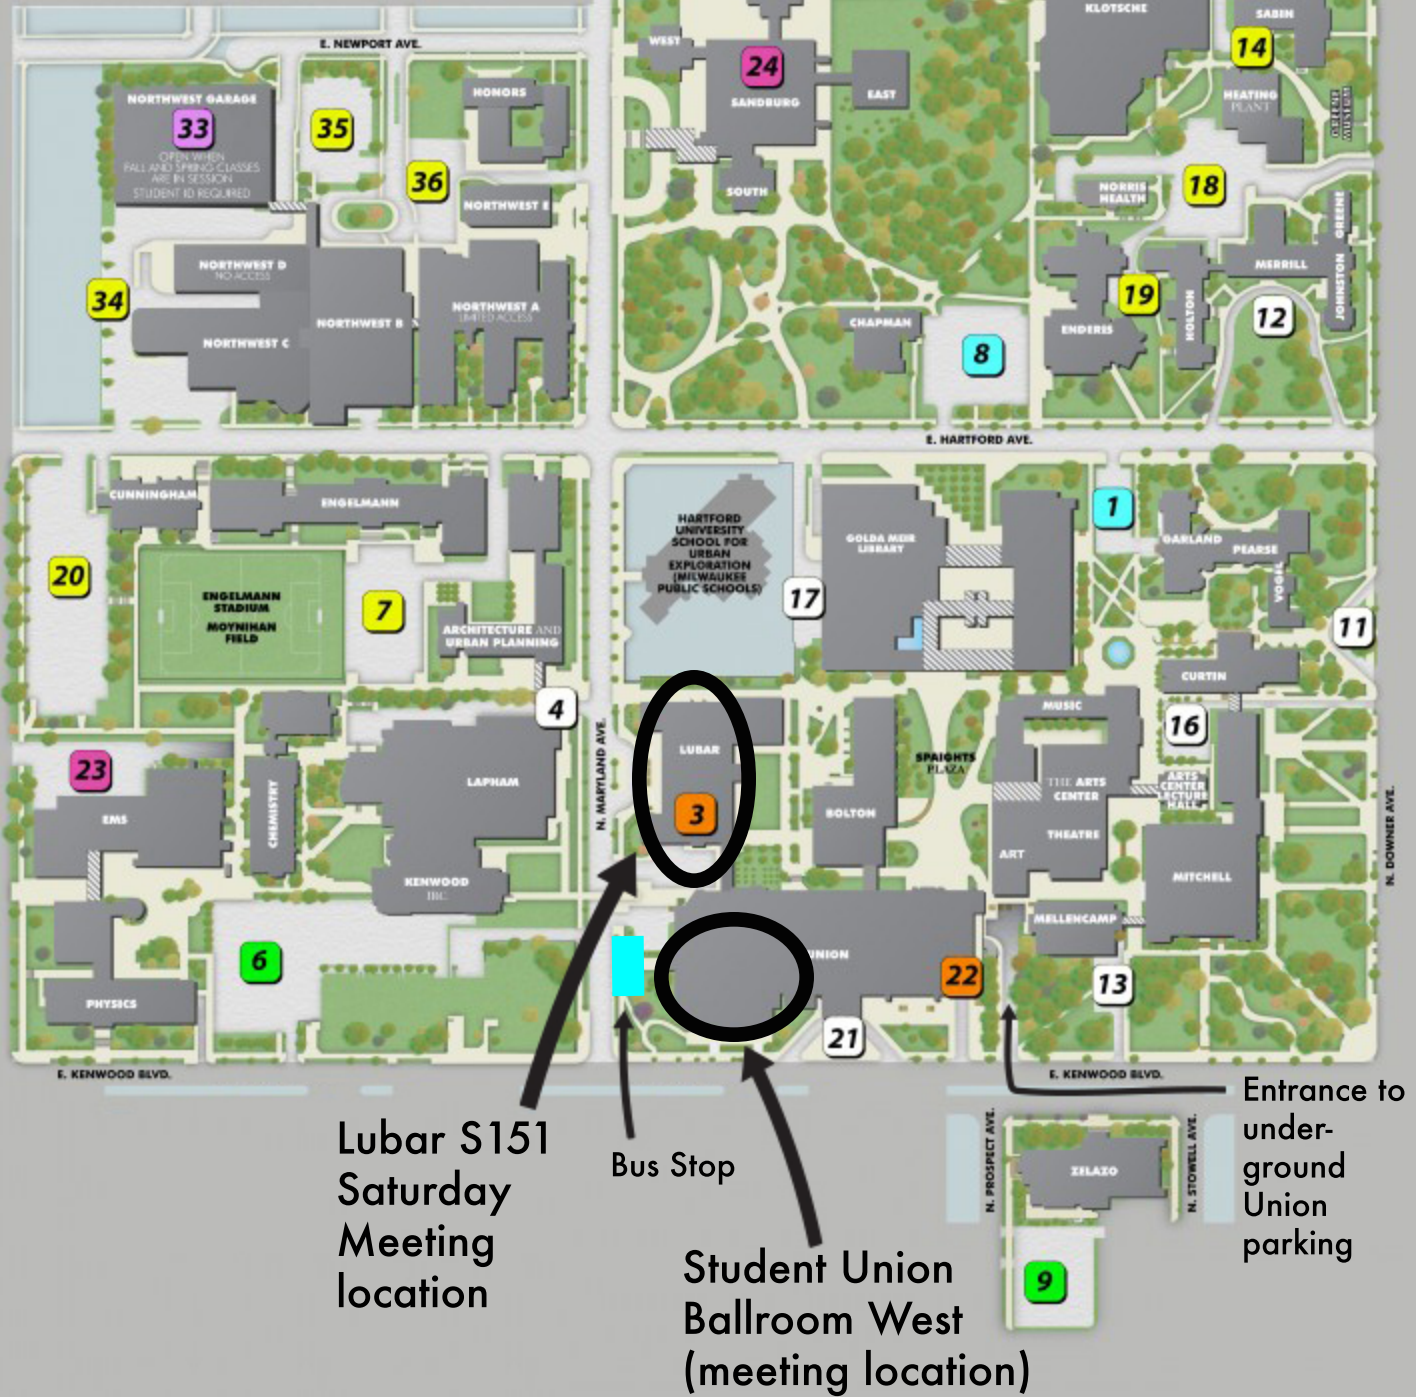 KLOTSCHE
SABIN
14
E. NEWPORT AVE.
WEST
24
SANDBURG
EAST
HEATING
PLANT
GREENE
MUSEUM
NORTHWEST GARAGE
33
OPEN WHEN
FALL AND SPRING CLASSES
ARE IN SESSION
STUDENT ID REQUIRED
35
HONORS
36
NORTHWEST E
SOUTH
NORRIS
HEALTH
18
NORTHWEST D
NO ACCESS
34
NORTHWEST C
NORTHWEST B
NORTHWEST A
LIMITED ACCESS
CHAPMAN
8
ENDERIS
19
HOLTON
MERRILL
12
GREENE
JOHNSTON
E. HARTFORD AVE.
CUNNINGHAM
ENGELMANN
20
ENGELMANN
STADIUM
MOYNIHAN
FIELD
7
ARCHITECTURE AND
URBAN PLANNING
HARTFORD
UNIVERSITY
SCHOOL FOR
URBAN
EXPLORATION
(MILWAUKEE
PUBLIC SCHOOLS)
17
GOLDA MEIR
LIBRARY
1
GARLAND
PEARSE
VOGEL
11
CURTIN
4
N. MARYLAND AVE.
23
EMS
CHEMISTRY
LAPHAM
KENWOOD
IRC
LUBAR
3
BOLTON
SPAIGHTS
PLAZA
MUSIC
16
THE ARTS
CENTER
ARTS
CENTER
LECTURE
HALL
THEATRE
ART
MITCHELL
N. DOWNER AVE.
MELLENCAMP
6
PHYSICS
UNION
22
13
21
E. KENWOOD BLVD.
E. KENWOOD BLVD.
Entrance to
under-
ground
Union
parking
Lubar S151
Saturday
Meeting
location
Bus Stop
Student Union
Ballroom West
(meeting location)
N. PROSPECT AVE.
ZELAZO
N. STOWELL AVE.
9